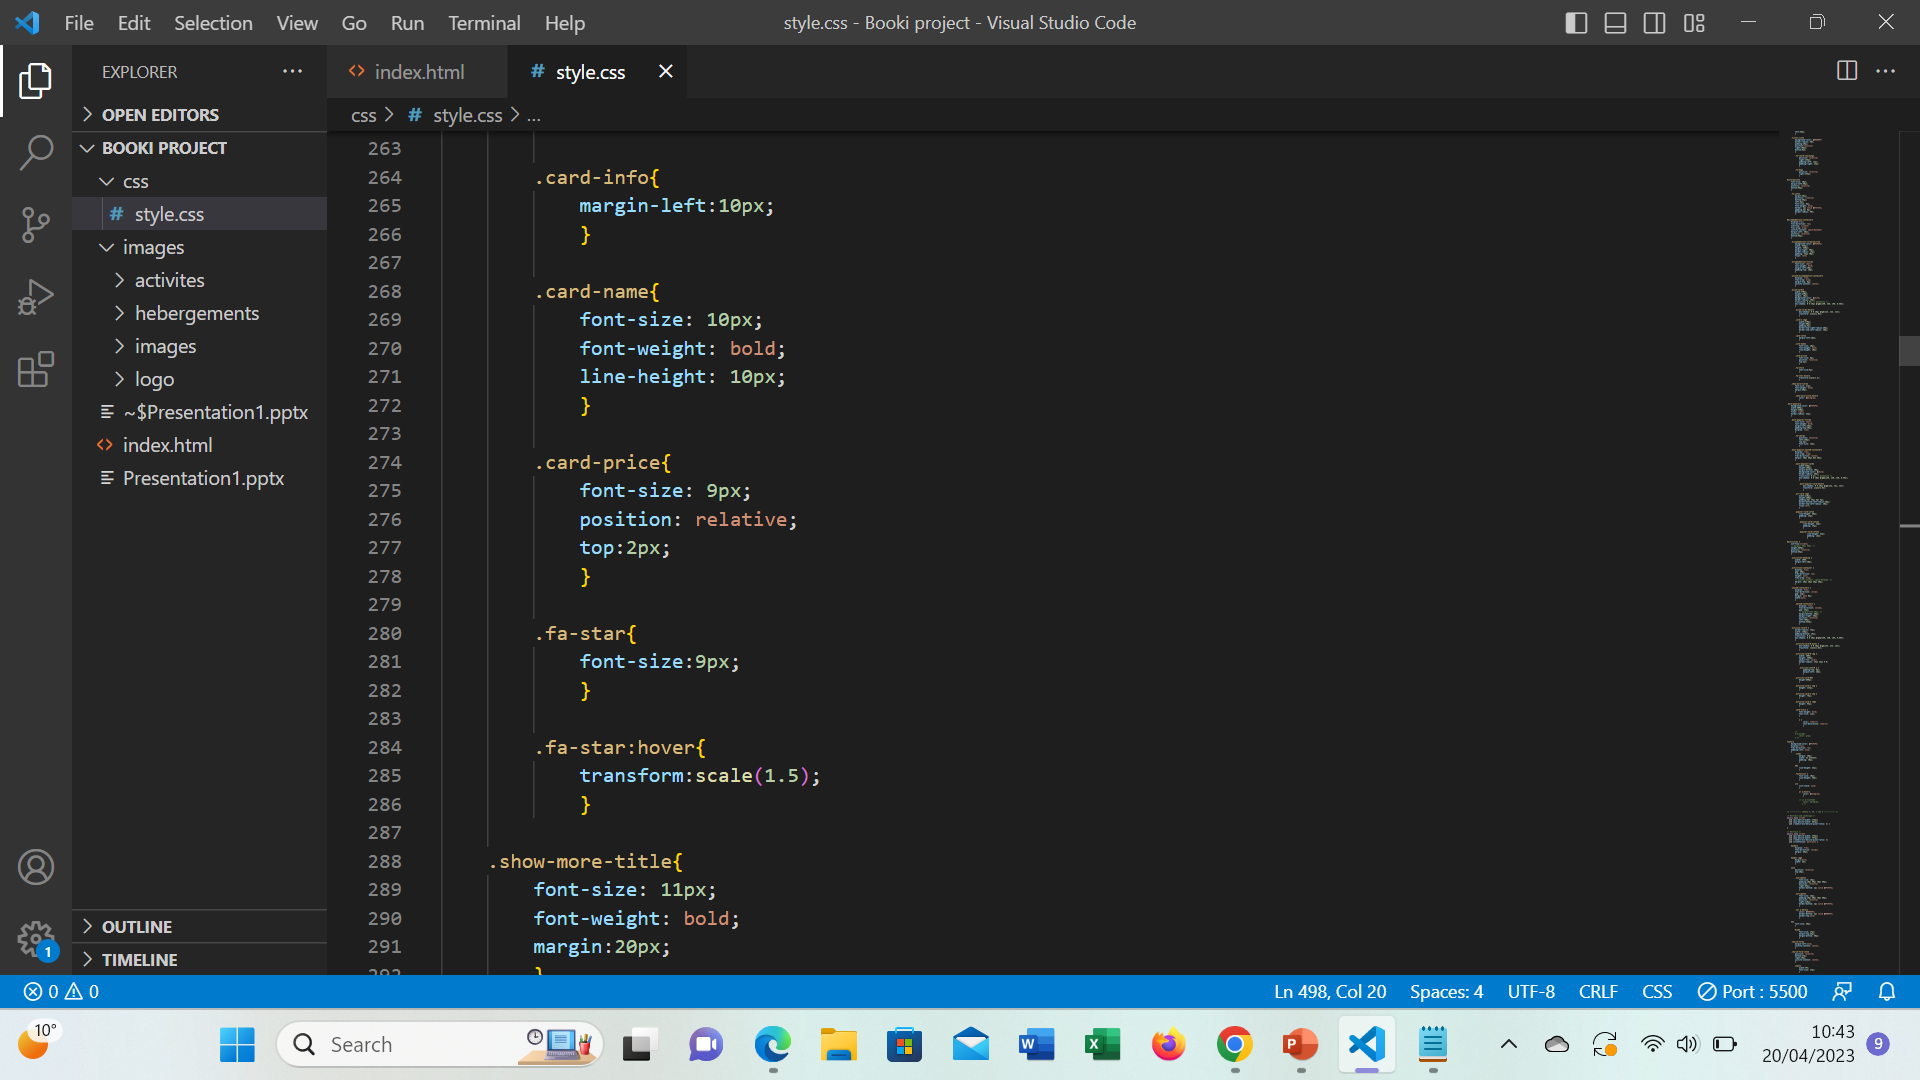 File Edit Selection View Go Run Terminal Help
style.css - Booki project - Visual Studio Code
EXPLORER
index.html
# style.css
OPEN EDITORS
css > # style.css > ...
BOOKI PROJECT
css
# style.css
images
activites
hebergements
images
logo
~$Presentation1.pptx
index.html
Presentation1.pptx
OUTLINE
TIMELINE
263
264 .card-info{
265 margin-left:10px;
266 }
267
268 .card-name{
269 font-size: 10px;
270 font-weight: bold;
271 line-height: 10px;
272 }
273
274 .card-price{
275 font-size: 9px;
276 position: relative;
277 top:2px;
278 }
279
280 .fa-star{
281 font-size:9px;
282 }
283
284 .fa-star:hover{
285 transform:scale(1.5);
286 }
287
288 .show-more-title{
289 font-size: 11px;
290 font-weight: bold;
291 margin:20px;
292 }
1
0 0
Ln 498, Col 20 Spaces: 4 UTF-8 CRLF CSS Port : 5500
10°
Search
10:43
20/04/2023
9